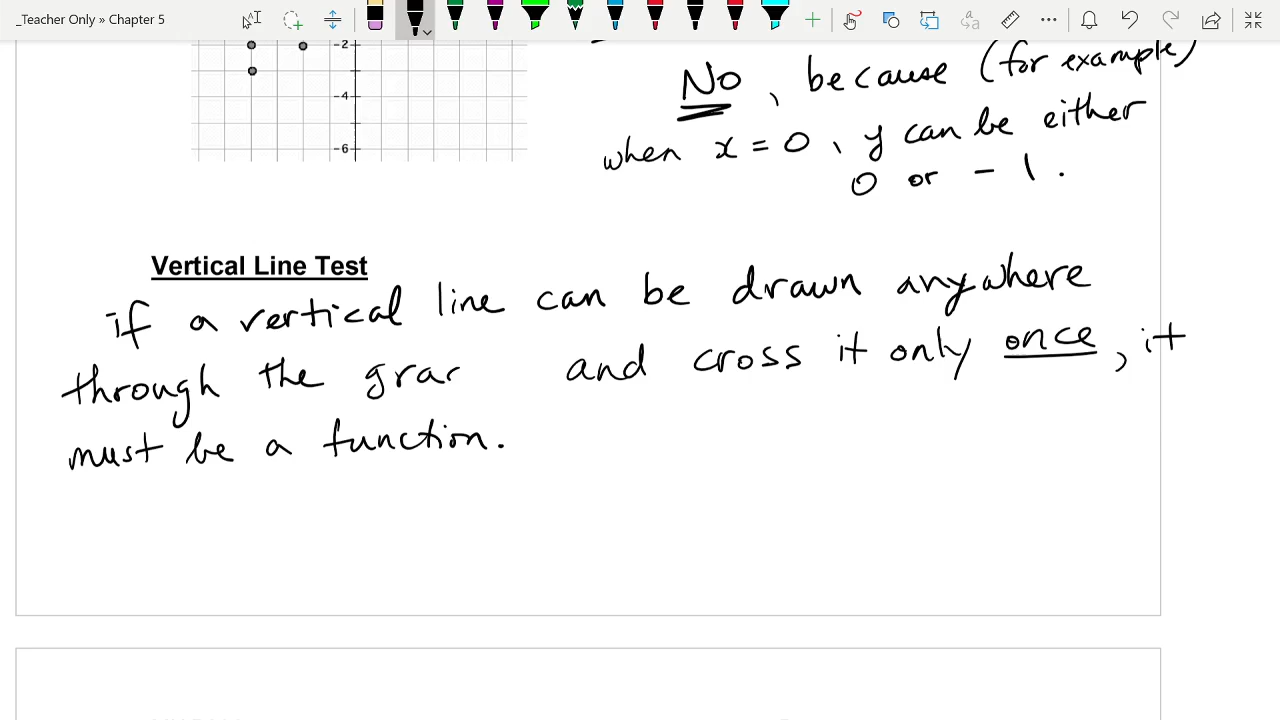 _Teacher Only » Chapter 5
-2
-4
-6
No, because (for example)
when x = 0, y can be either
0 or -1.
Vertical Line Test
if a vertical line can be drawn anywhere
through the grar and cross it only once, it
must be a function.